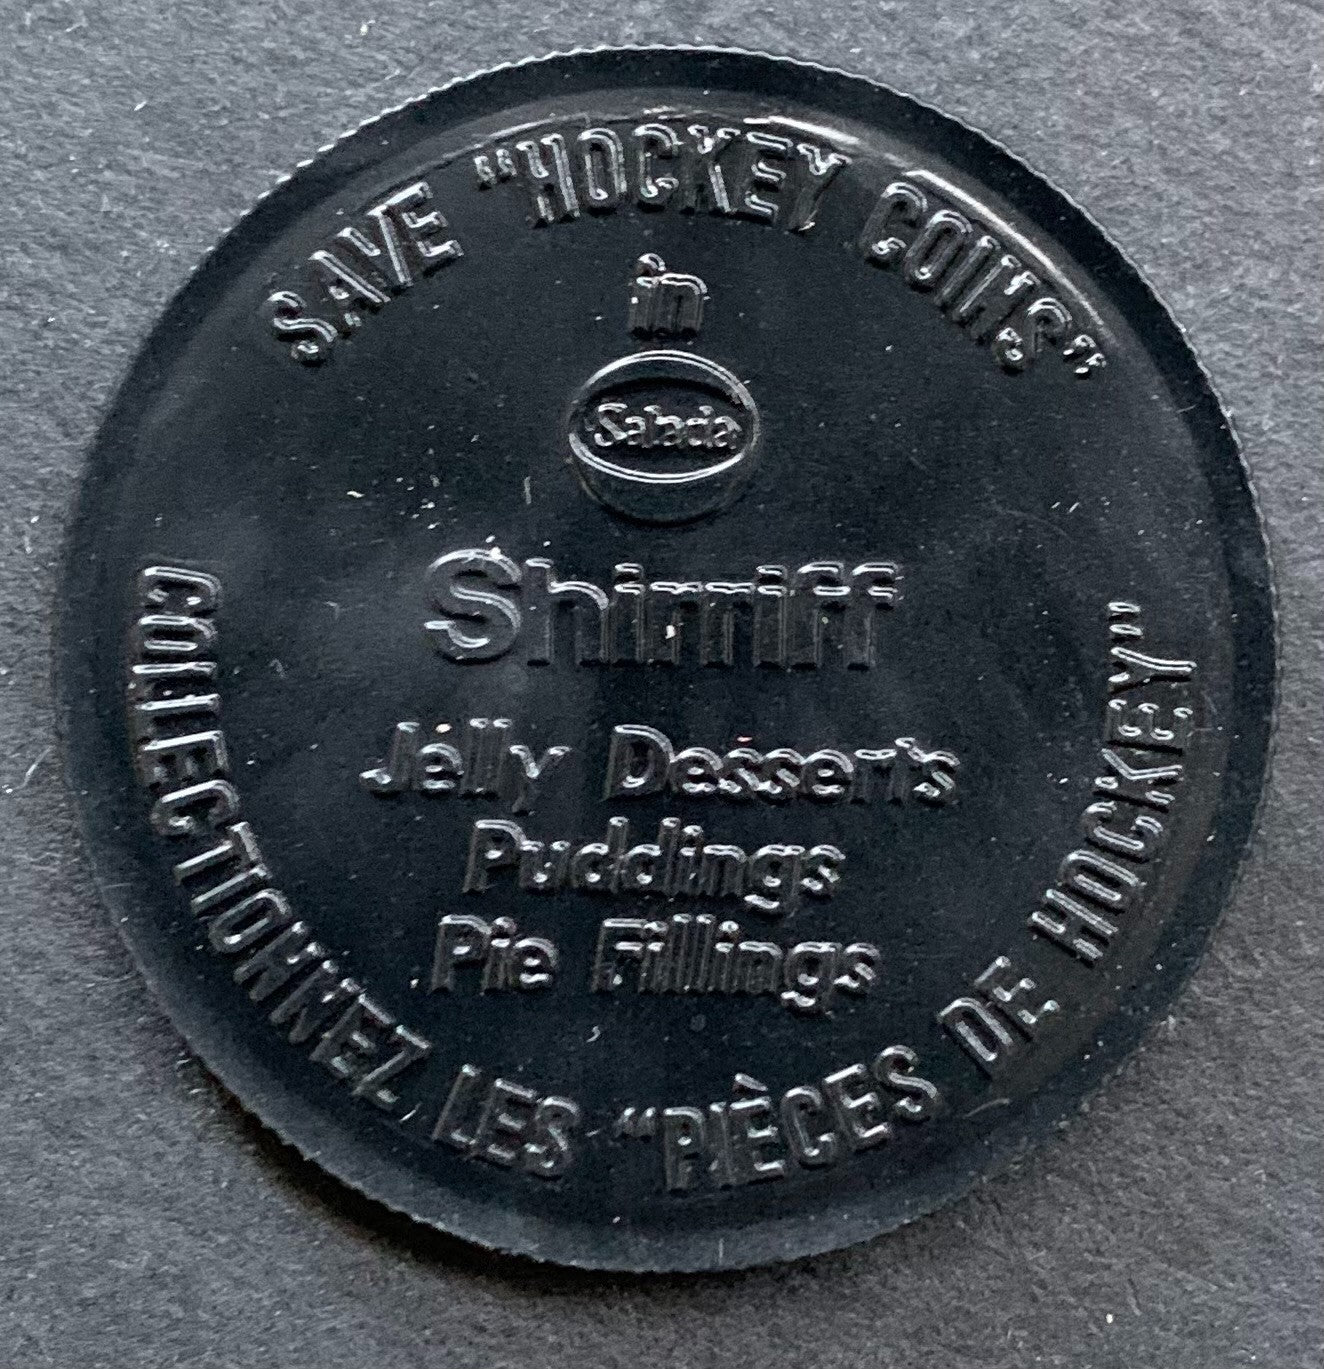 SAVE "HOCKEY COINS"
in
Salada
Shirriff
Jelly Desserts
Puddings
Pie Fillings
COLLECTIONNEZ LES "PIÈCES DE HOCKEY"